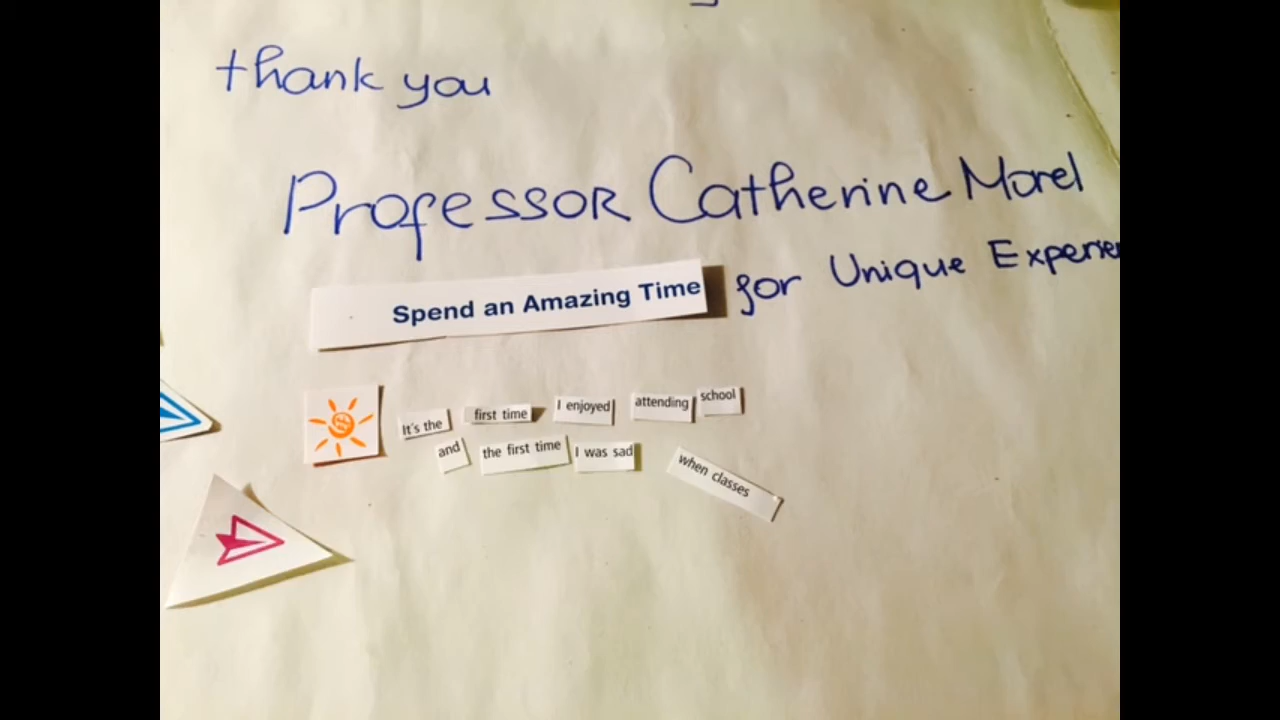 thank you
Professor Catherine Morel
Spend an Amazing Time for Unique
It's the first time I enjoyed attending school
and the first time I was sad when classes